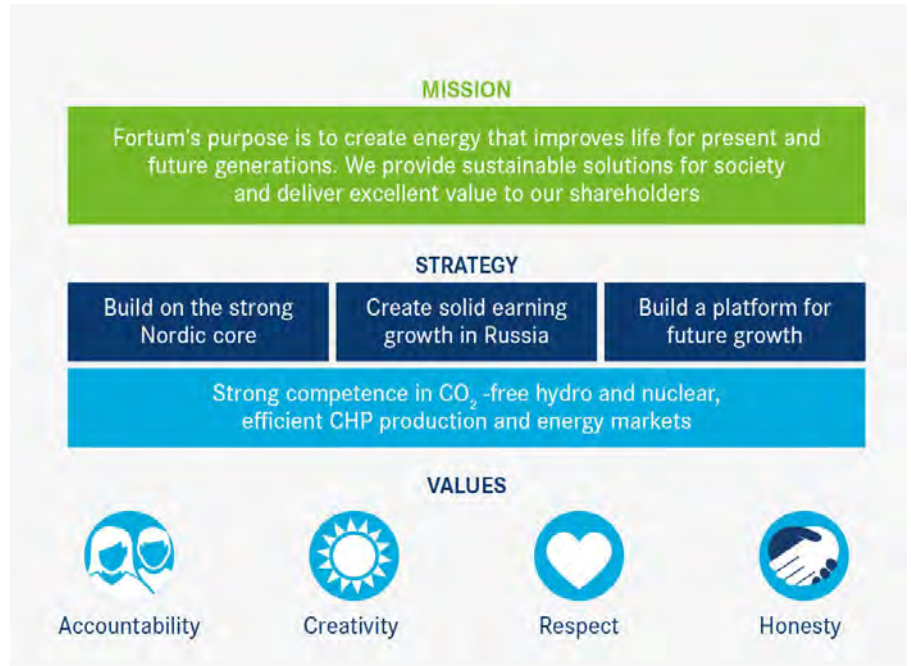 MISSION
Fortum's purpose is to create energy that improves life for present and
future generations. We provide sustainable solutions for society
and deliver excellent value to our shareholders
STRATEGY
Build on the strong
Nordic core
Create solid earning
growth in Russia
Build a platform for
future growth
Strong competence in CO₂ -free hydro and nuclear,
efficient CHP production and energy markets
VALUES
Accountability
Creativity
Respect
Honesty